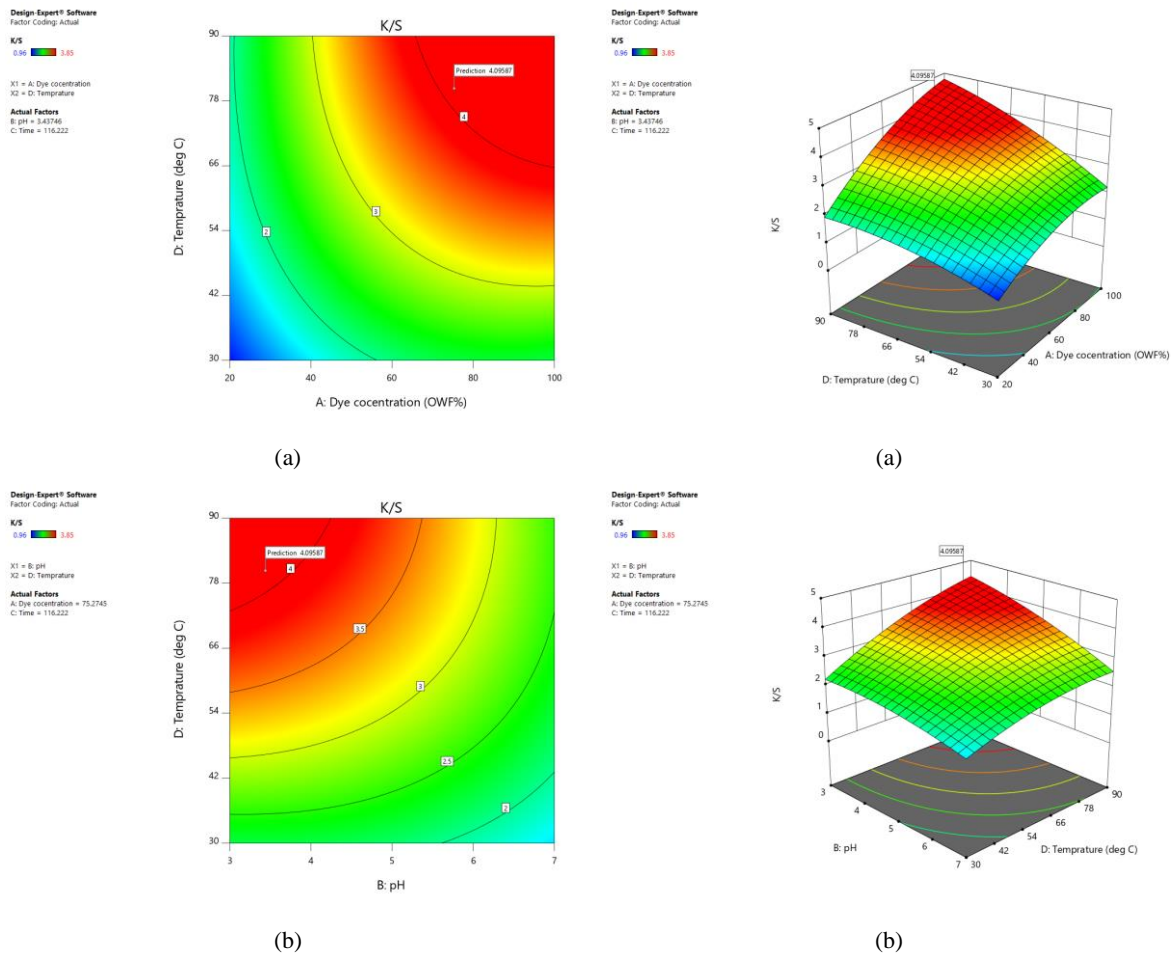 Design-Expert® Software
Factor Coding: Actual
K/S
0.96 3.85
X1 = A: Dye cocentration
X2 = D: Temprature
Actual Factors
B: pH = 3.43746
C: Time = 116.222
K/S
90
78
66
54
42
30
D: Temprature (deg C)
20 40 60 80 100
A: Dye cocentration (OWF%)
Prediction 4.09587
4
3
2
(a)
Design-Expert® Software
Factor Coding: Actual
K/S
0.96 3.85
X1 = A: Dye cocentration
X2 = D: Temprature
Actual Factors
B: pH = 3.43746
C: Time = 116.222
4.09587
5
4
3
2
1
0
K/S
90
78
66
54
42
30
D: Temprature (deg C)
20
40
60
80
100
A: Dye cocentration (OWF%)
(a)
Design-Expert® Software
Factor Coding: Actual
K/S
0.96 3.85
X1 = B: pH
X2 = D: Temprature
Actual Factors
A: Dye cocentration = 75.2745
C: Time = 116.222
K/S
90
78
66
54
42
30
D: Temprature (deg C)
3 4 5 6 7
B: pH
Prediction 4.09587
4
3.5
3
2.5
2
(b)
Design-Expert® Software
Factor Coding: Actual
K/S
0.96 3.85
X1 = B: pH
X2 = D: Temprature
Actual Factors
A: Dye cocentration = 75.2745
C: Time = 116.222
4.09587
5
4
3
2
1
0
K/S
3
4
5
6
7
B: pH
30
42
54
66
78
90
D: Temprature (deg C)
(b)